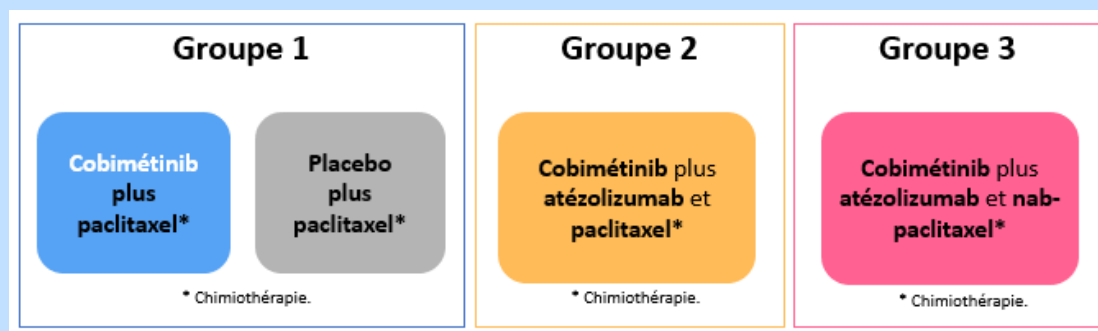 Groupe 1
Cobimétinib
plus
paclitaxel*
Placebo
plus
paclitaxel*
* Chimiothérapie.
Groupe 2
Cobimétinib plus
atézolizumab et
paclitaxel*
* Chimiothérapie.
Groupe 3
Cobimétinib plus
atézolizumab et nab-
paclitaxel*
* Chimiothérapie.